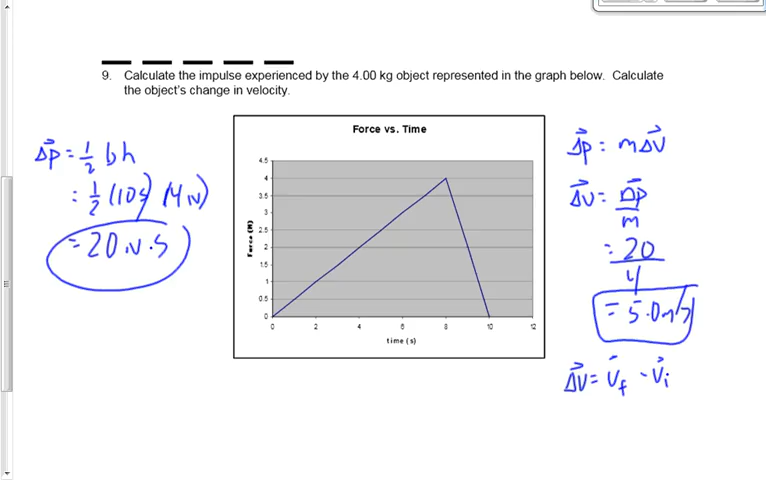 9. Calculate the impulse experienced by the 4.00 kg object represented in the graph below. Calculate
the object's change in velocity.
Δp⃗ = ½ bh
= ½ (10s) (4N)
= 20 N·s
Force vs. Time
4.5
4
3.5
3
2.5
2
1.5
1
0.5
0
Force (N)
0 2 4 6 8 10 12
time (s)
Δp⃗ = mΔv⃗
Δv⃗ = Δp⃗/m
= 20/4
= 5.0m/s
Δv⃗ = v⃗f - v⃗i